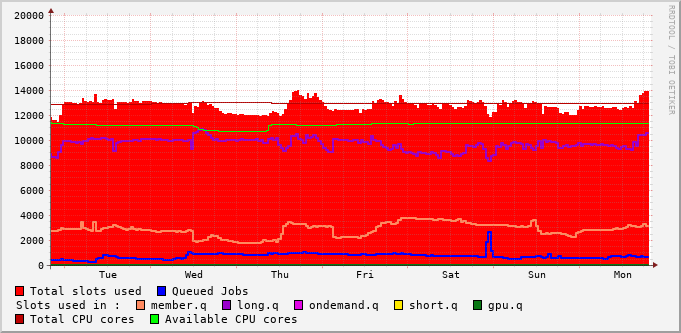 RRDTOOL / TOBI OETIKER
20000
18000
16000
14000
12000
10000
8000
6000
4000
2000
0
Tue Wed Thu Fri Sat Sun Mon
Total slots used Queued Jobs
Slots used in : member.q long.q ondemand.q short.q gpu.q
Total CPU cores Available CPU cores